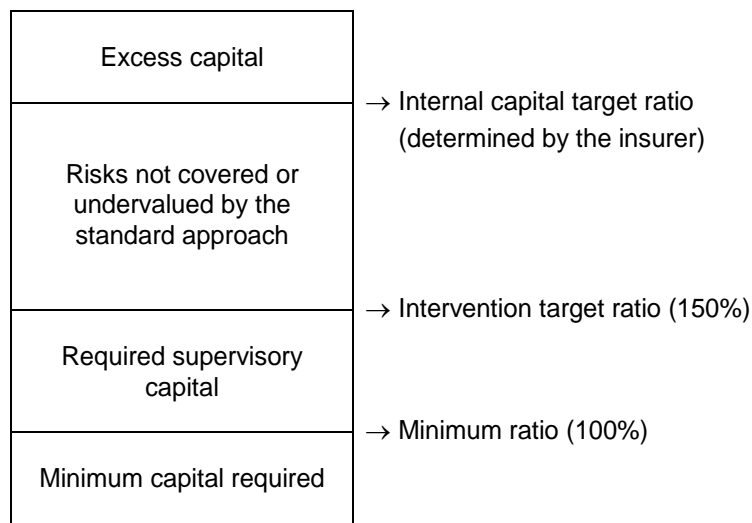 Excess capital
→ Internal capital target ratio
(determined by the insurer)
Risks not covered or
undervalued by the
standard approach
→ Intervention target ratio (150%)
Required supervisory
capital
→ Minimum ratio (100%)
Minimum capital required